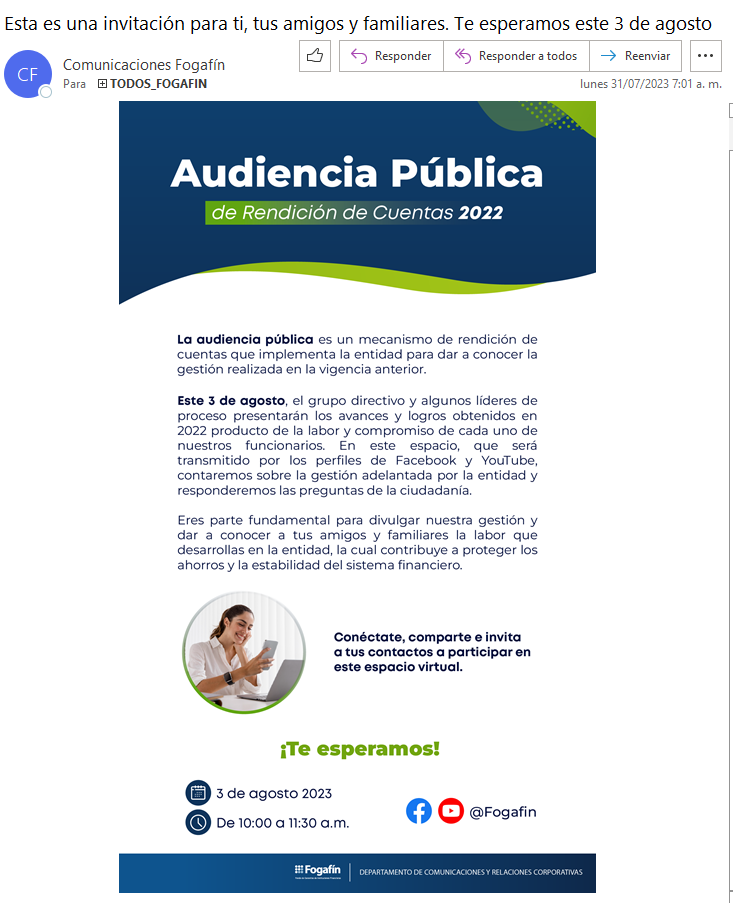 Esta es una invitación para ti, tus amigos y familiares. Te esperamos este 3 de agosto
CF
Comunicaciones Fogafín
Para TODOS_FOGAFIN
Responder
Responder a todos
Reenviar
lunes 31/07/2023 7:01 a. m.
Audiencia Pública
de Rendición de Cuentas 2022
La audiencia pública es un mecanismo de rendición de
cuentas que implementa la entidad para dar a conocer la
gestión realizada en la vigencia anterior.
Este 3 de agosto, el grupo directivo y algunos líderes de
proceso presentarán los avances y logros obtenidos en
2022 producto de la labor y compromiso de cada uno de
nuestros funcionarios. En este espacio, que será
transmitido por los perfiles de Facebook y YouTube,
contaremos sobre la gestión adelantada por la entidad y
responderemos las preguntas de la ciudadanía.
Eres parte fundamental para divulgar nuestra gestión y
dar a conocer a tus amigos y familiares la labor que
desarrollas en la entidad, la cual contribuye a proteger los
ahorros y la estabilidad del sistema financiero.
Conéctate, comparte e invita
a tus contactos a participar en
este espacio virtual.
¡Te esperamos!
3 de agosto 2023
De 10:00 a 11:30 a.m.
@Fogafin
Fogafín
DEPARTAMENTO DE COMUNICACIONES Y RELACIONES CORPORATIVAS